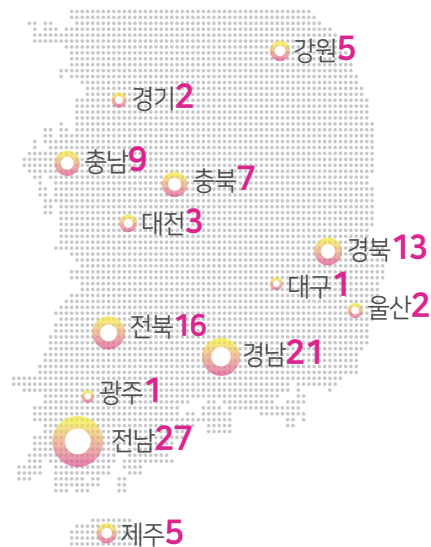 강원5
경기2
충남9
충북7
대전3
경북13
대구1
울산2
전북16
경남21
광주1
전남27
제주5